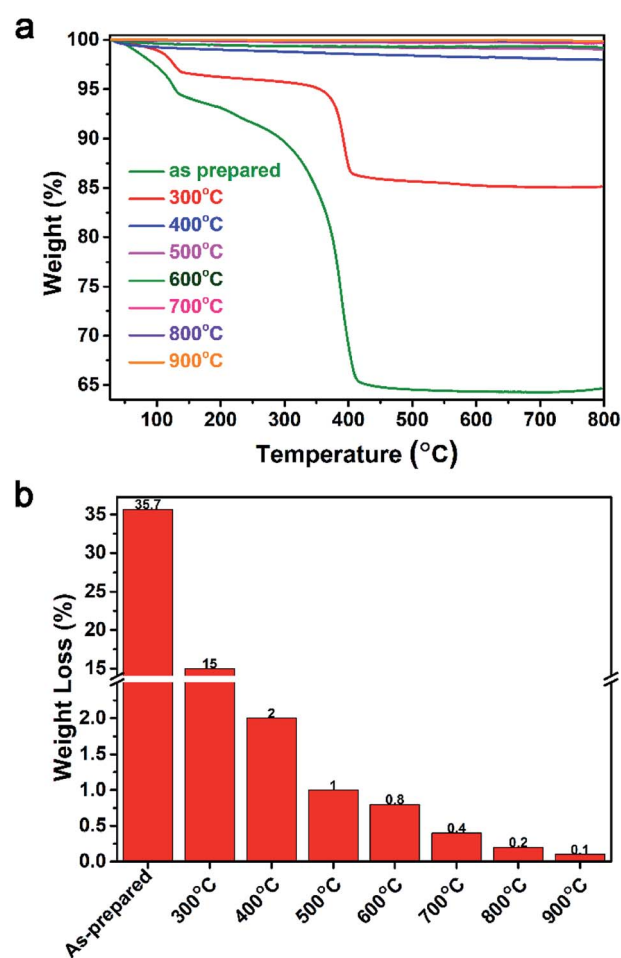 a
100
95
90
85
80
75
70
65
Weight (%)
as prepared
300°C
400°C
500°C
600°C
700°C
800°C
900°C
100 200 300 400 500 600 700 800
Temperature (°C)
b
35
30
25
20
15
2.0
1.5
1.0
0.5
0.0
Weight Loss (%)
35.7
15
2
1
0.8
0.4
0.2
0.1
As-prepared
300°C
400°C
500°C
600°C
700°C
800°C
900°C